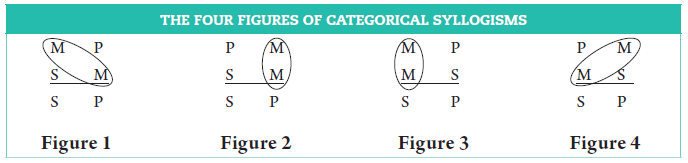 THE FOUR FIGURES OF CATEGORICAL SYLLOGISMS
M P P M M P P M
S M S M M S M S
S P S P S P S P
Figure 1 Figure 2 Figure 3 Figure 4